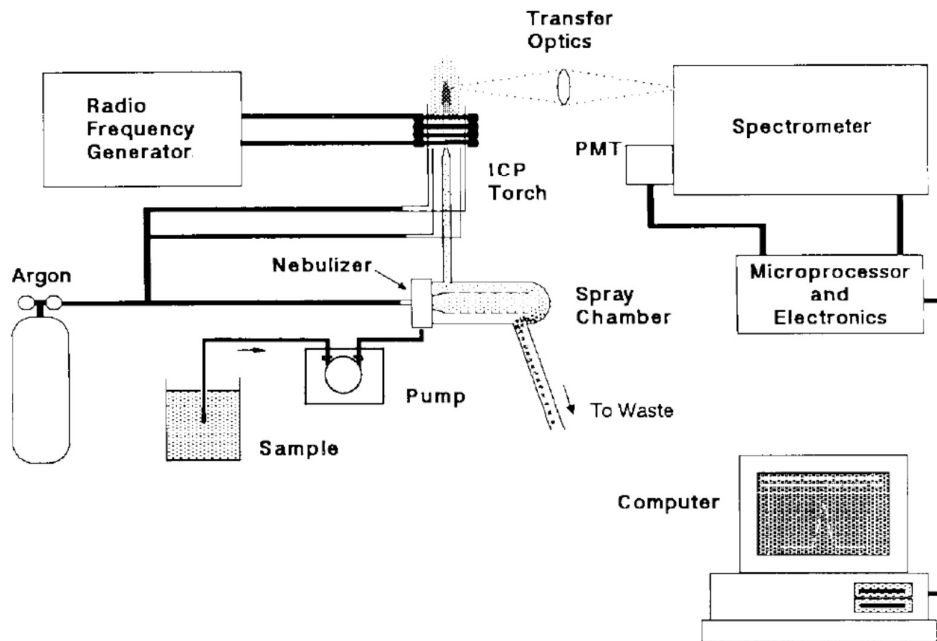 Transfer
Optics
Radio
Frequency
Generator
Spectrometer
PMT
ICP
Torch
Argon
Nebulizer
Microprocessor
and
Electronics
Spray
Chamber
Pump
To Waste
Sample
Computer